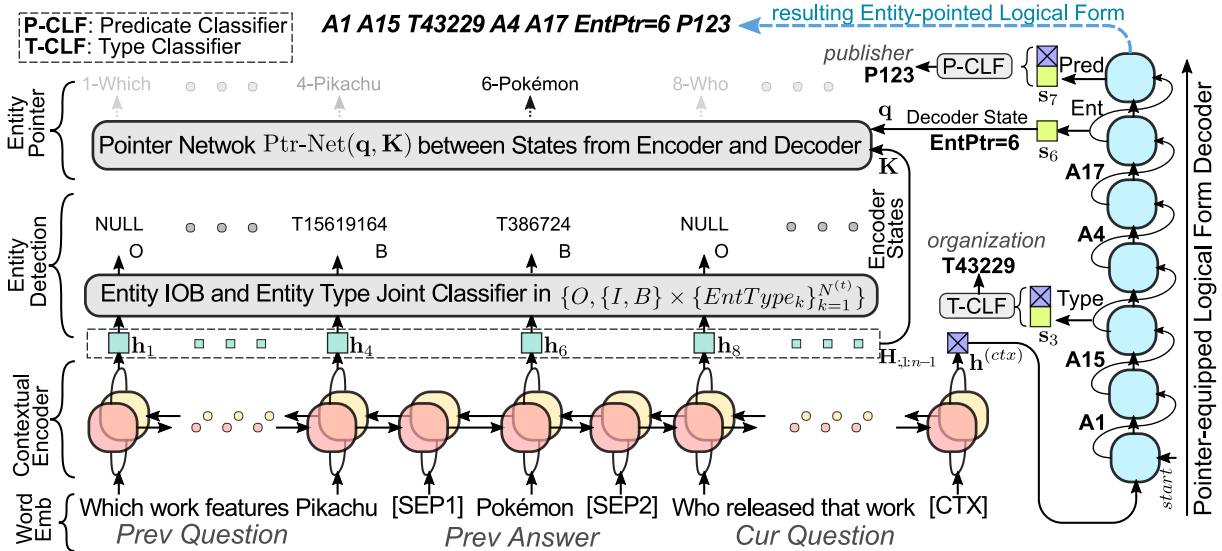 P-CLF: Predicate Classifier
T-CLF: Type Classifier
A1 A15 T43229 A4 A17 EntPtr=6 P123
resulting Entity-pointed Logical Form
publisher
P123
P-CLF
Pred
s7
Ent
1-Which
4-Pikachu
6-Pokémon
8-Who
Entity
Pointer
Pointer Netwok Ptr-Net(q, K) between States from Encoder and Decoder
q
K
Decoder State
EntPtr=6
s6
A17
Entity
Detection
NULL
O
T15619164
B
T386724
B
NULL
O
Encoder
States
A4
organization
T43229
T-CLF
Type
s3
Entity IOB and Entity Type Joint Classifier in {O, {I, B} × {EntType_k}_{k=1}^{N^{(t)}}}
h1
h4
h6
h8
H:,1:n−1
h(ctx)
A15
A1
start
Pointer-equipped Logical Form Decoder
Contextual
Encoder
Word
Emb
Which work features Pikachu [SEP1] Pokémon [SEP2] Who released that work [CTX]
Prev Question Prev Answer Cur Question